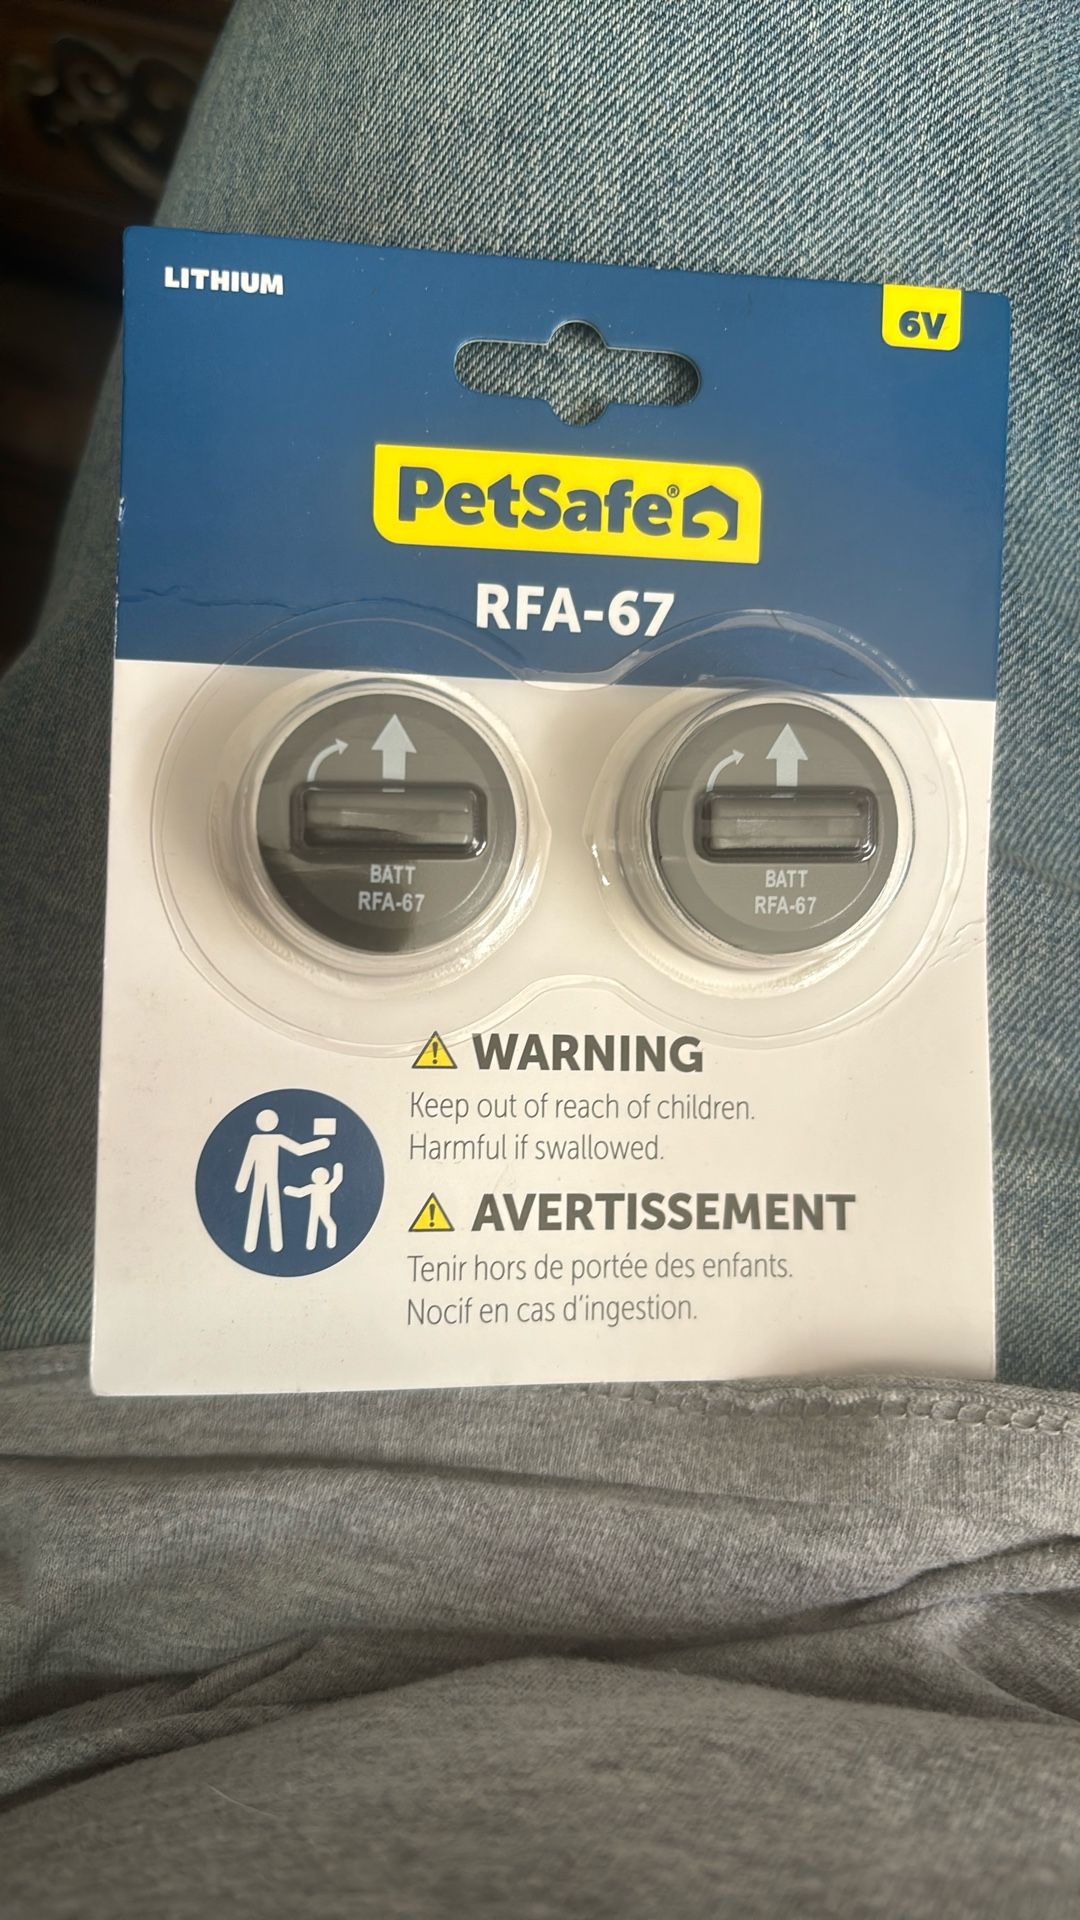 LITHIUM
6V
PetSafe®
RFA-67
BATT
RFA-67
BATT
RFA-67
WARNING
Keep out of reach of children.
Harmful if swallowed.
AVERTISSEMENT
Tenir hors de portée des enfants.
Nocif en cas d'ingestion.